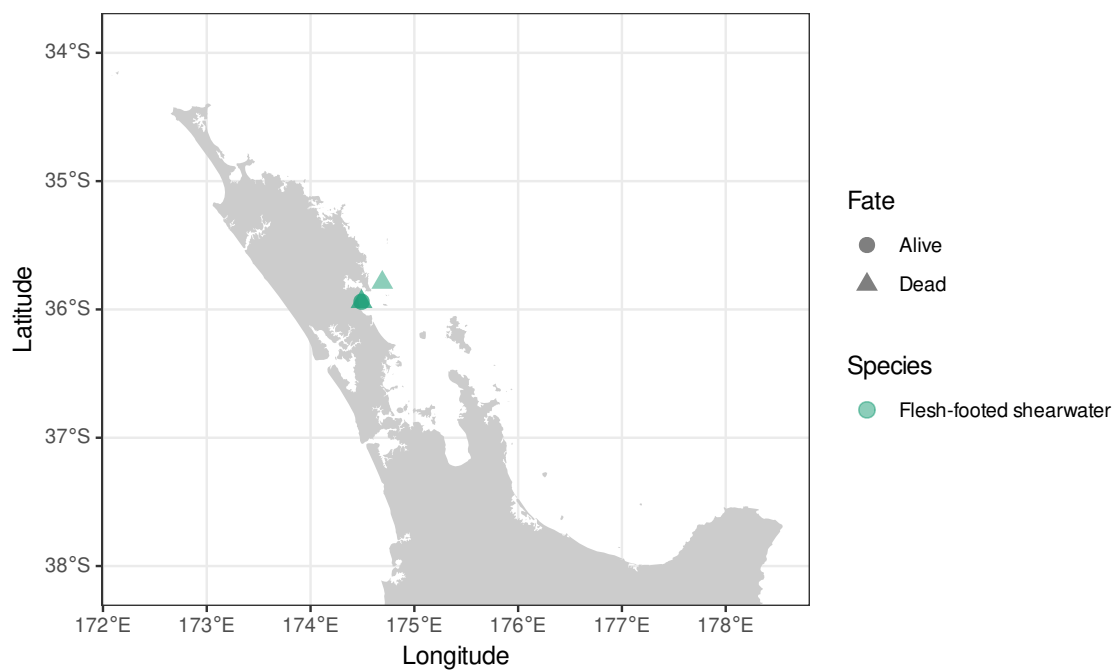 34°S
35°S
36°S
37°S
38°S
Latitude
172°E 173°E 174°E 175°E 176°E 177°E 178°E
Longitude
Fate
Alive
Dead
Species
Flesh-footed shearwater